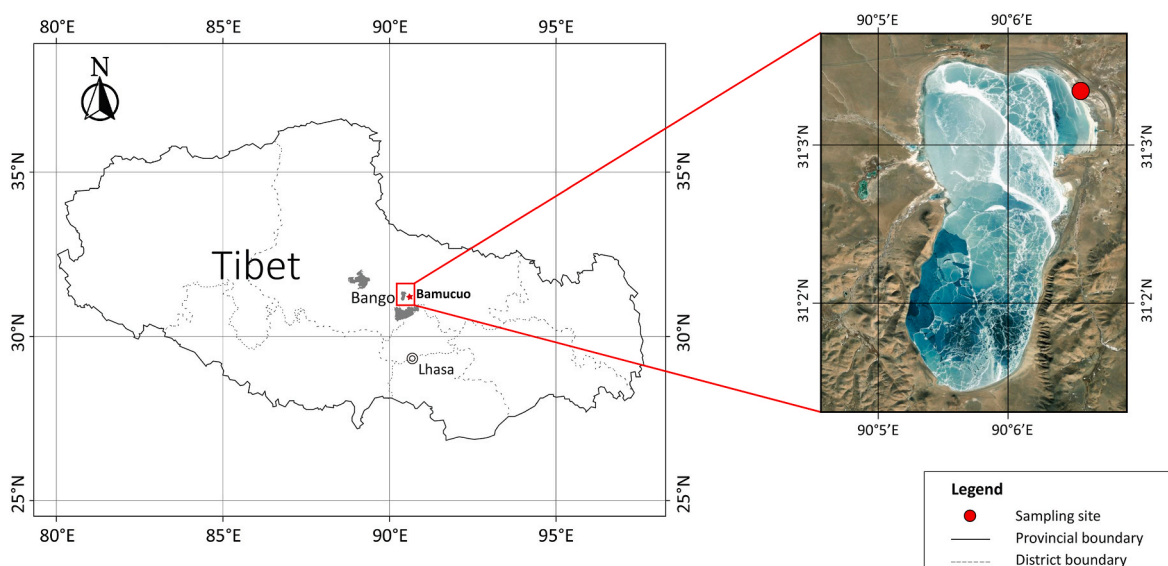 80°E 85°E 90°E 95°E
N
35°N 35°N
Tibet
Bango
Bamucuo
30°N 30°N
Lhasa
25°N 25°N
80°E 85°E 90°E 95°E
90°5′E 90°6′E
31°3′N 31°3′N
31°2′N 31°2′N
90°5′E 90°6′E
Legend
Sampling site
Provincial boundary
District boundary